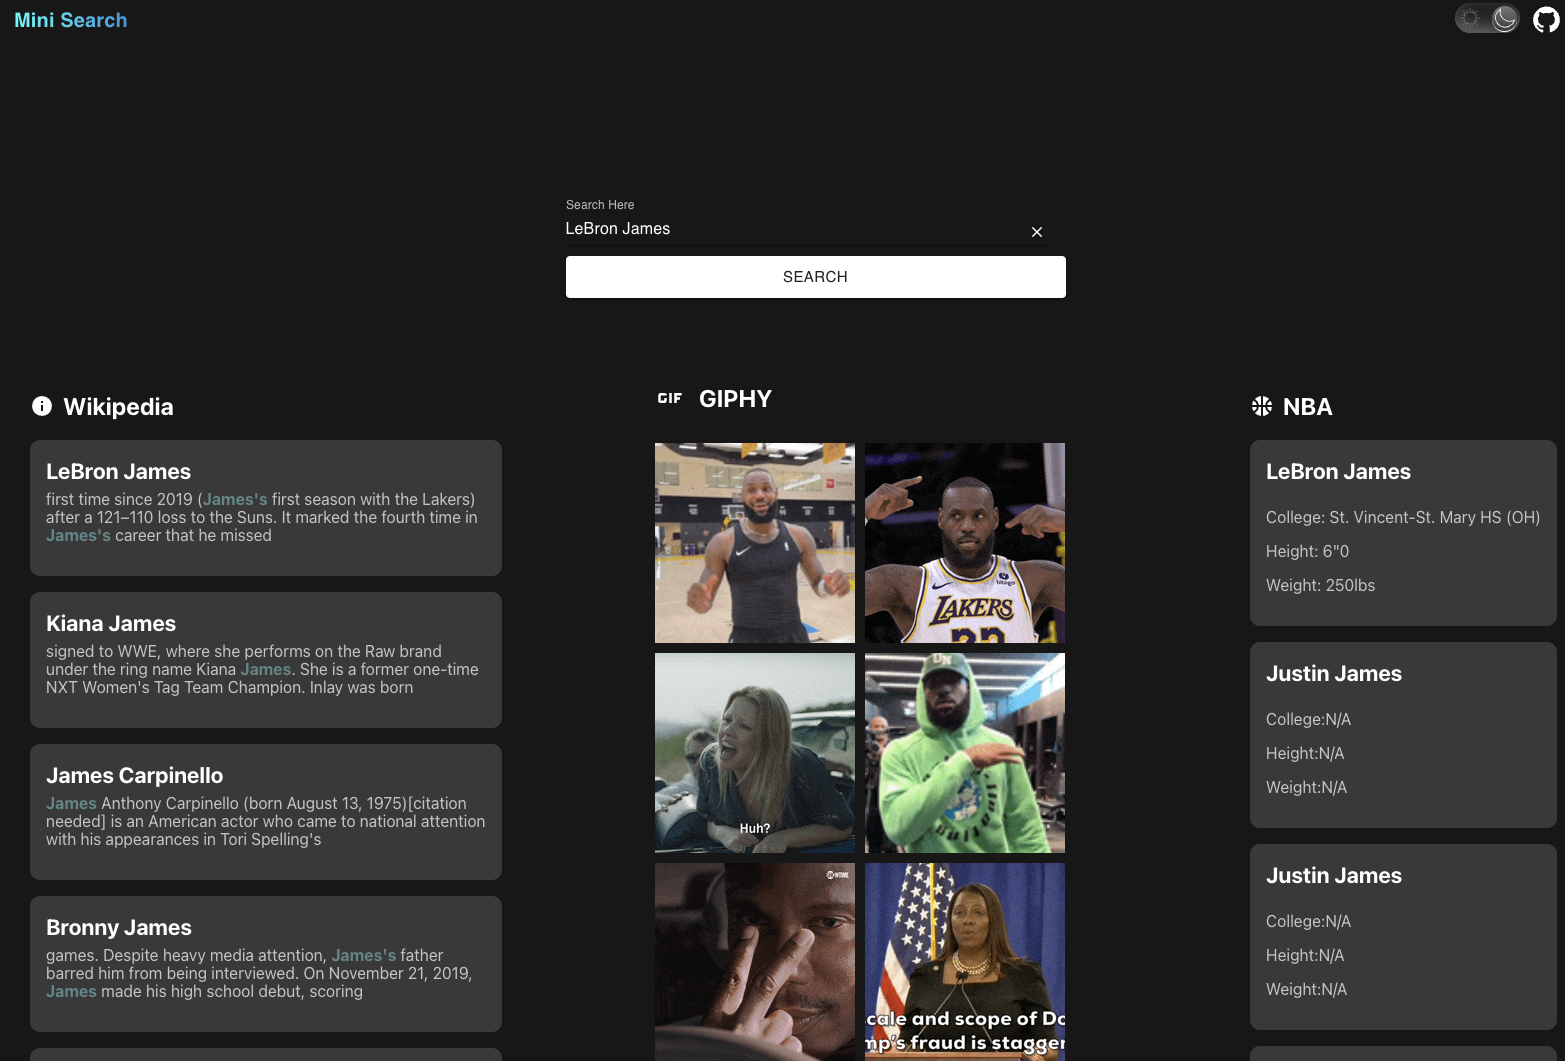 Mini Search
Search Here
LeBron James
SEARCH
Wikipedia
LeBron James
first time since 2019 (James's first season with the Lakers)
after a 121–110 loss to the Suns. It marked the fourth time in
James's career that he missed
Kiana James
signed to WWE, where she performs on the Raw brand
under the ring name Kiana James. She is a former one-time
NXT Women's Tag Team Champion. Inlay was born
James Carpinello
James Anthony Carpinello (born August 13, 1975)[citation
needed] is an American actor who came to national attention
with his appearances in Tori Spelling's
Bronny James
games. Despite heavy media attention, James's father
barred him from being interviewed. On November 21, 2019,
James made his high school debut, scoring
GIF GIPHY
bibigo
LAKERS
Huh?
SHOWTIME
cale and scope of Do
mp's fraud is stagger
NBA
LeBron James
College: St. Vincent-St. Mary HS (OH)
Height: 6"0
Weight: 250lbs
Justin James
College:N/A
Height:N/A
Weight:N/A
Justin James
College:N/A
Height:N/A
Weight:N/A